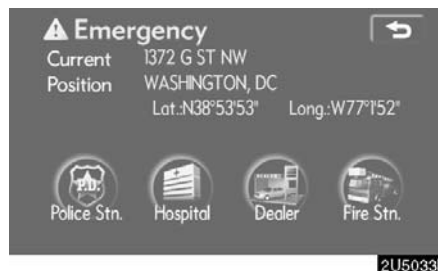 Emergency
Current 1372 G ST NW
Position WASHINGTON, DC
Lat.:N38°53'53" Long.:W77°1'52"
P.D.
Police Stn. Hospital Dealer Fire Stn.
2U5033